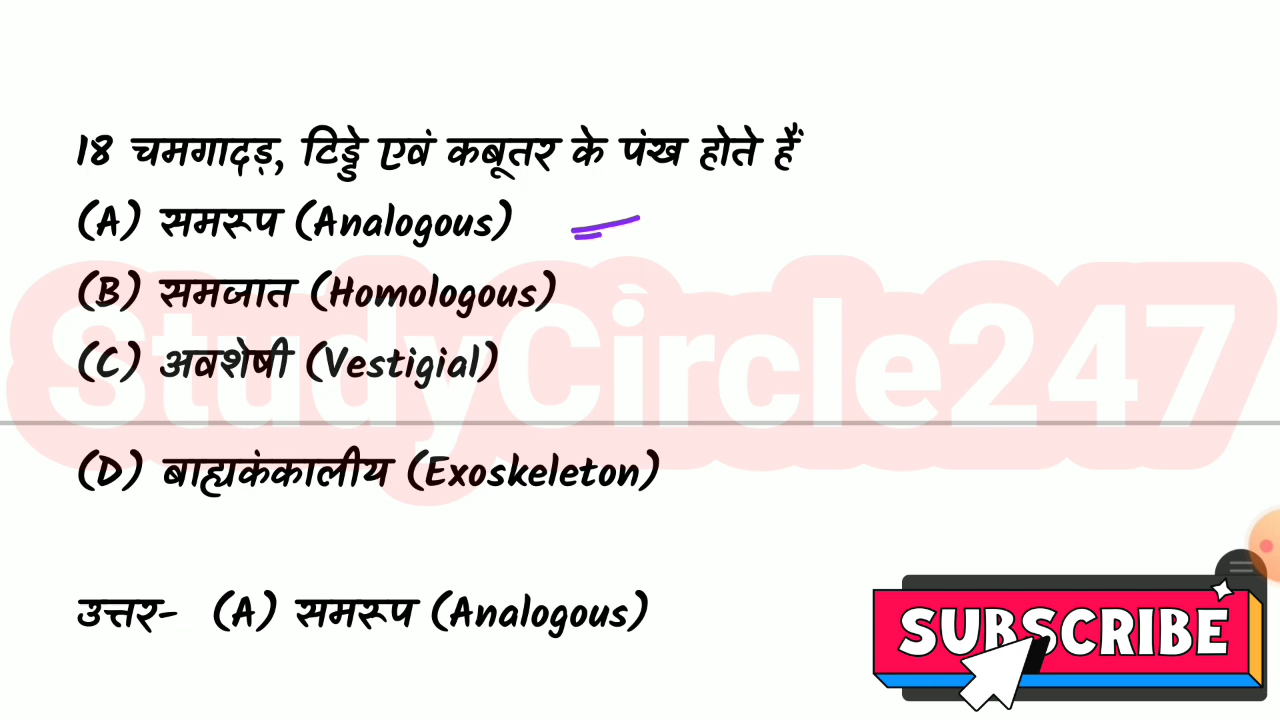 18 चमगादड़, टिड्डे एवं कबूतर के पंख होते हैं
(A) समरूप (Analogous)
(B) समजात (Homologous)
(C) अवशेषी (Vestigial)
StudyCircle247
(D) बाह्यकंकालीय (Exoskeleton)
उत्तर- (A) समरूप (Analogous)
SUBSCRIBE